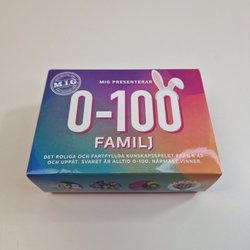 MIG
MIG PRESENTERAR
0-100
FAMILJ
DET ROLIGA OCH FARTFYLLDA KUNSKAPSSPELET FRÅN 8 ÅR
OCH UPPÅT. SVARET ÄR ALLTID 0-100. NÄRMAST VINNER.